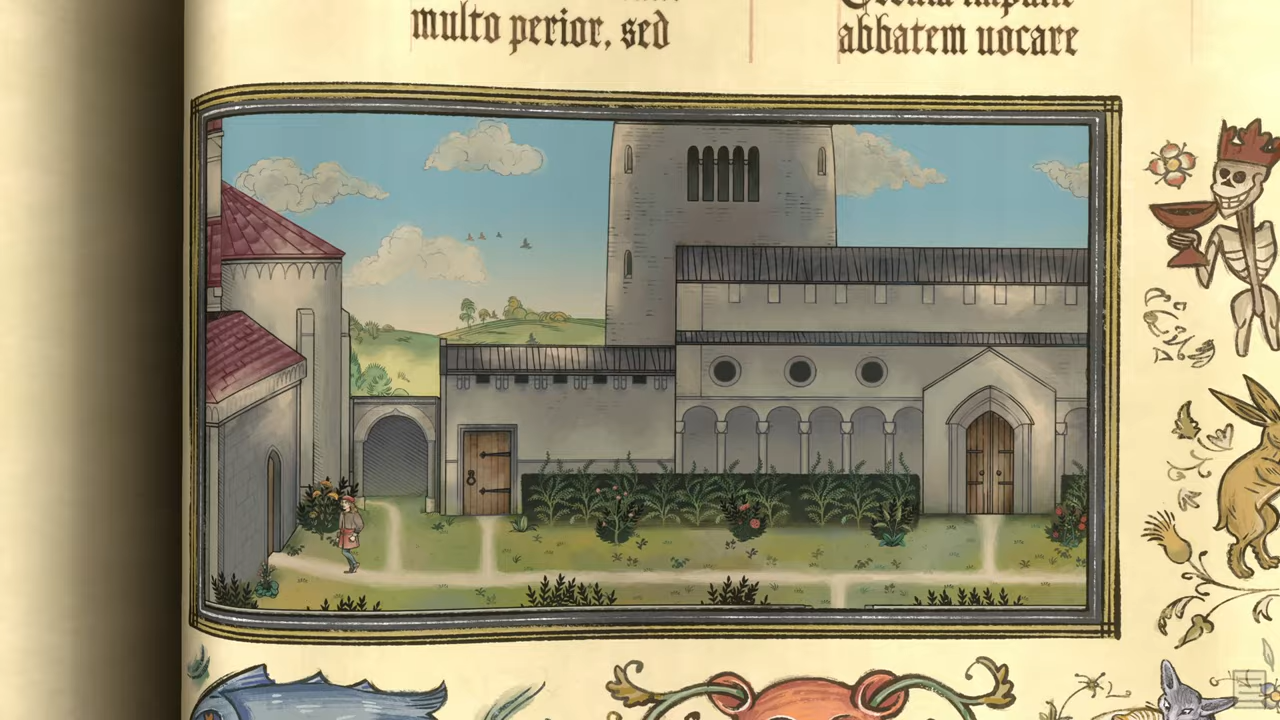 multo perior, sed
abbatem uocare